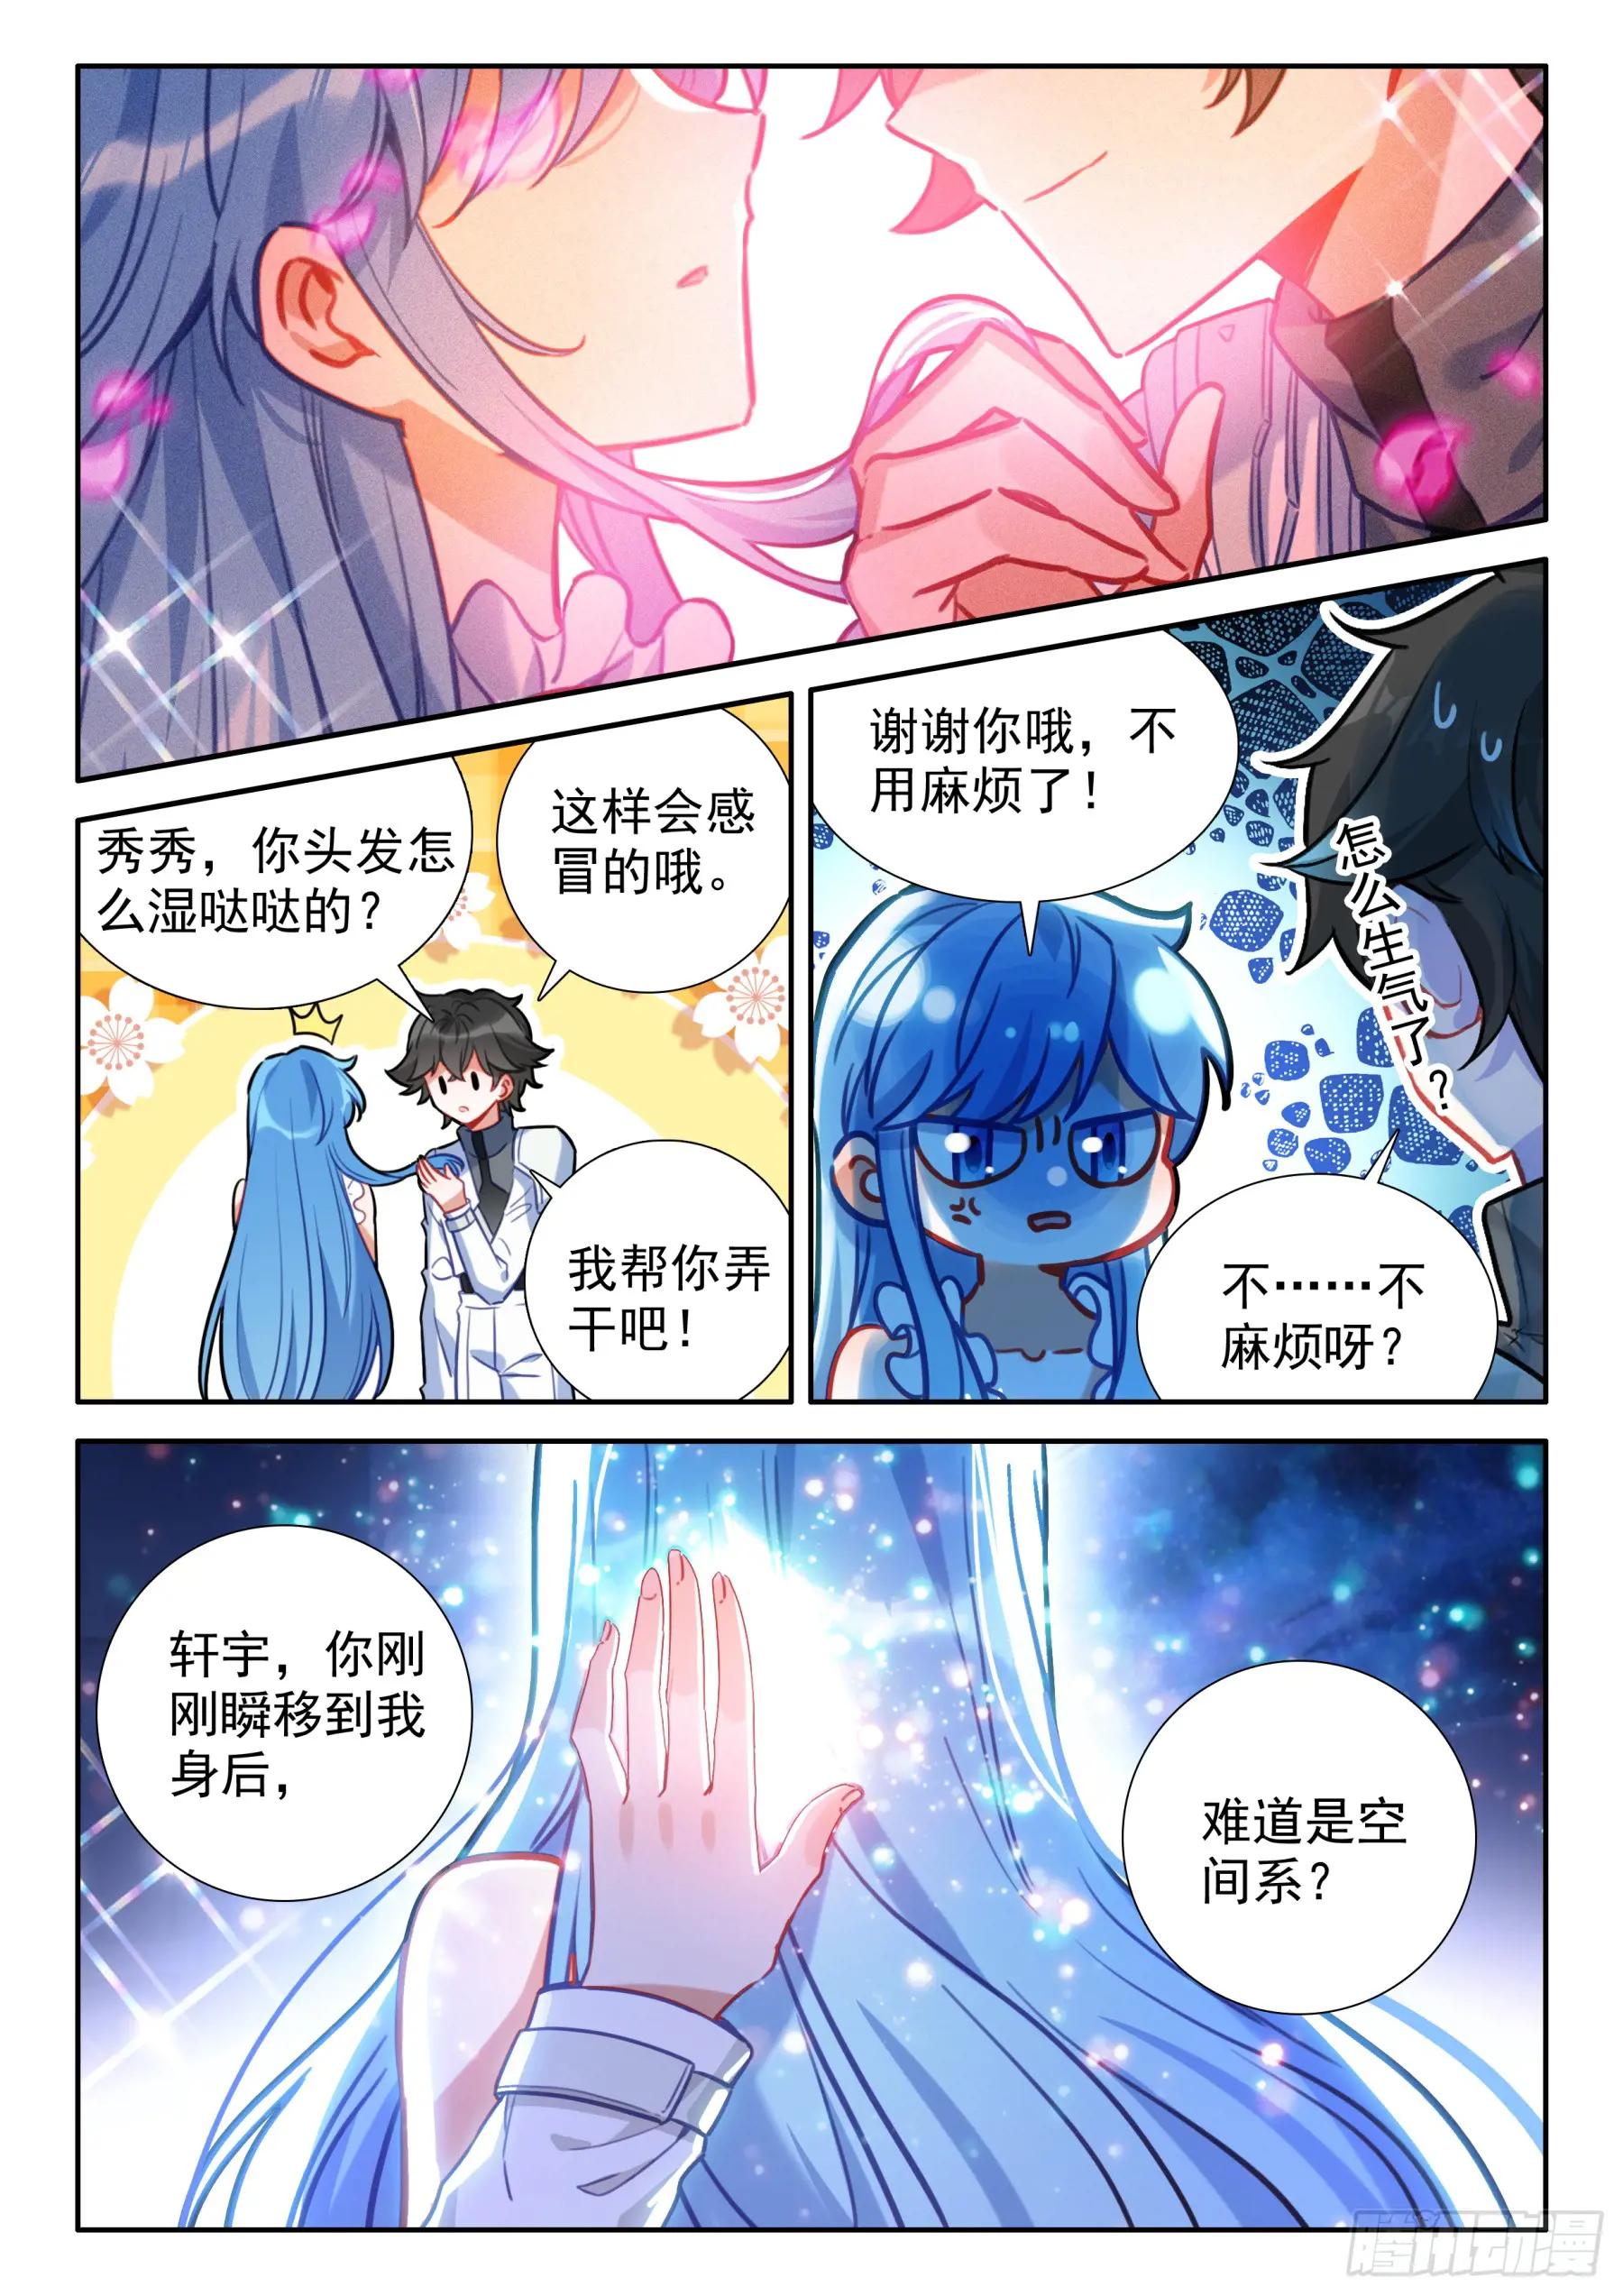 秀秀，你头发怎
么湿哒哒的？
这样会感
冒的哦。
我帮你弄
干吧！
谢谢你哦，不
用麻烦了！
怎么生气了？
不……不
麻烦呀？
轩宇，你刚
刚瞬移到我
身后，
难道是空
间系？
腾讯动漫